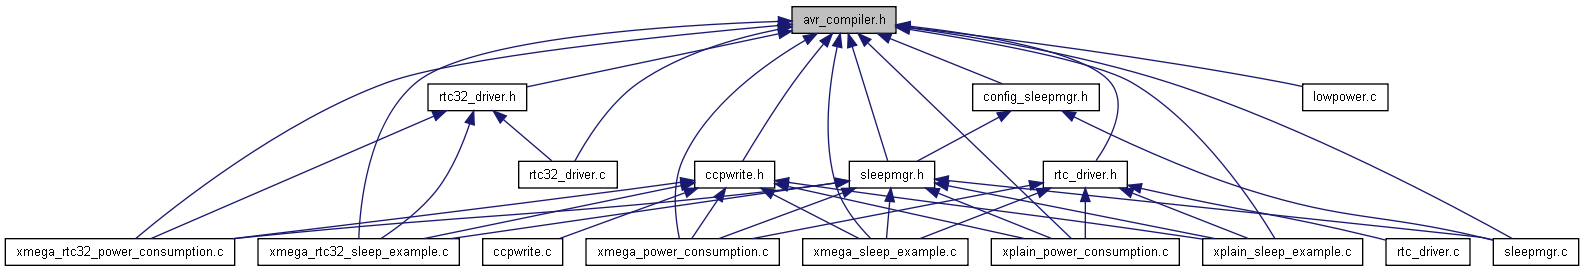 avr_compiler.h
rtc32_driver.h
config_sleepmgr.h
lowpower.c
rtc32_driver.c
ccpwrite.h
sleepmgr.h
rtc_driver.h
xmega_rtc32_power_consumption.c
xmega_rtc32_sleep_example.c
ccpwrite.c
xmega_power_consumption.c
xmega_sleep_example.c
xplain_power_consumption.c
xplain_sleep_example.c
rtc_driver.c
sleepmgr.c